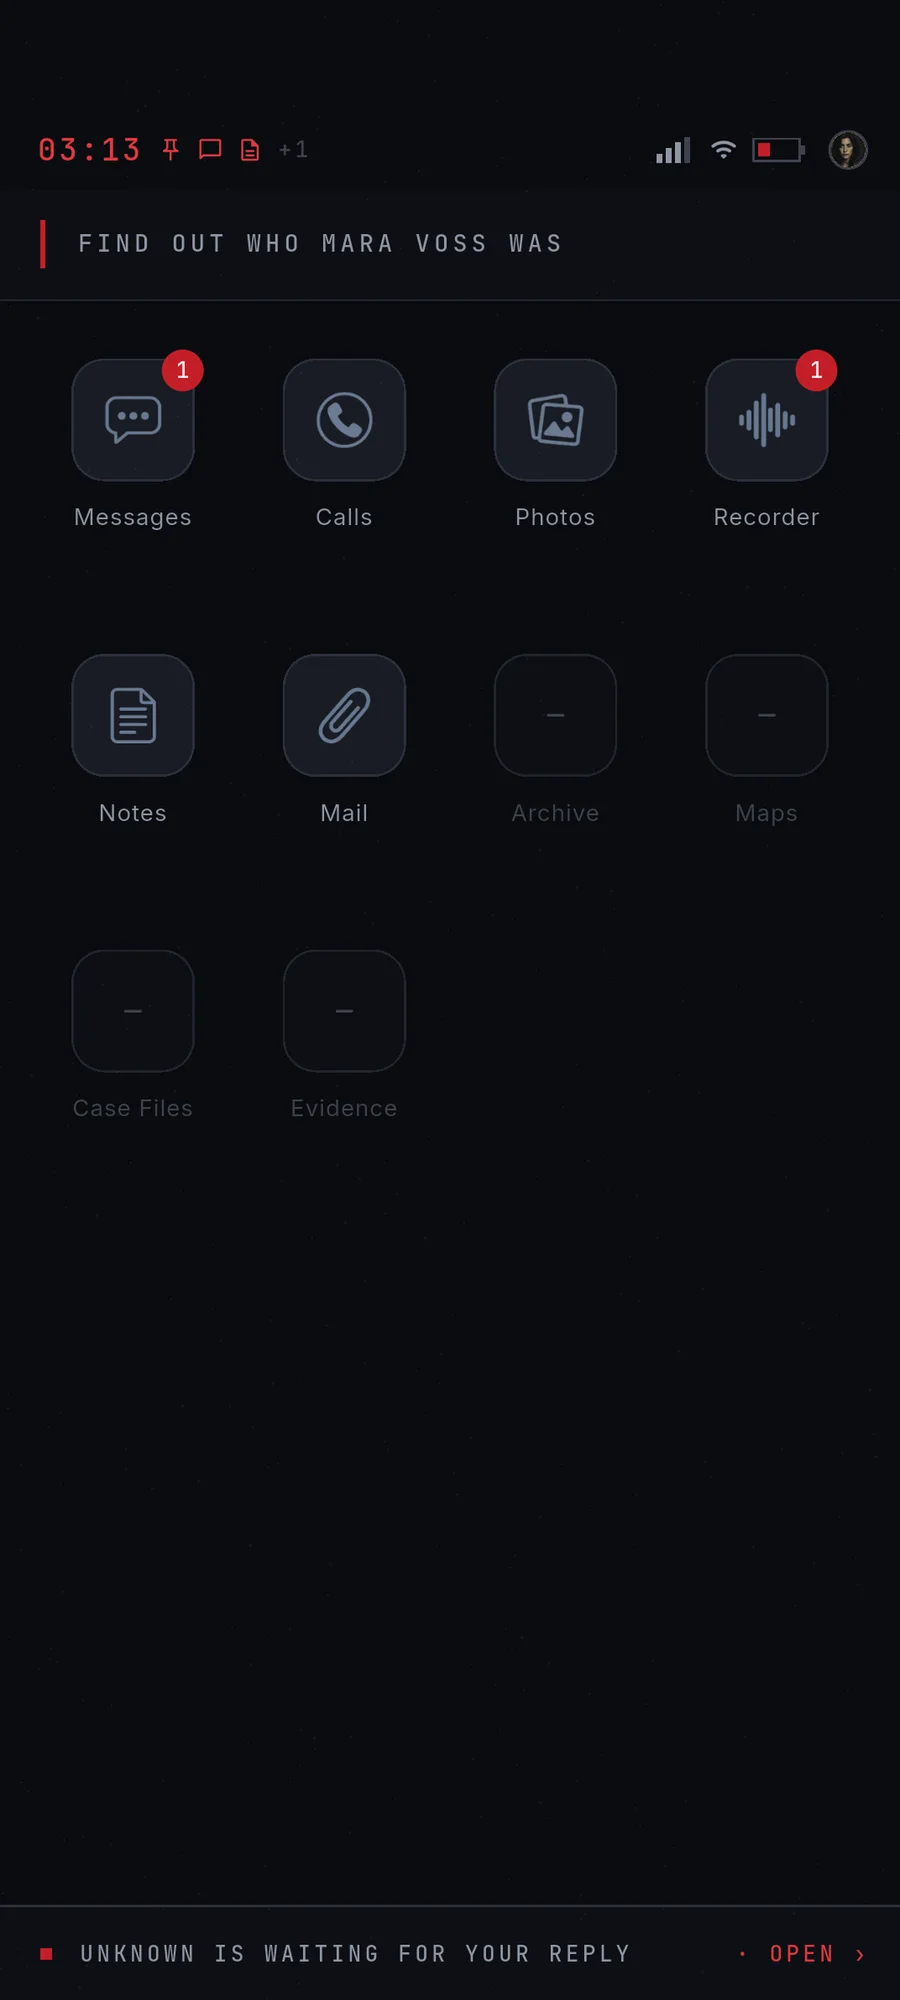 03:13 +1
FIND OUT WHO MARA VOSS WAS
1 1
Messages Calls Photos Recorder
Notes Mail Archive Maps
Case Files Evidence
UNKNOWN IS WAITING FOR YOUR REPLY · OPEN ›